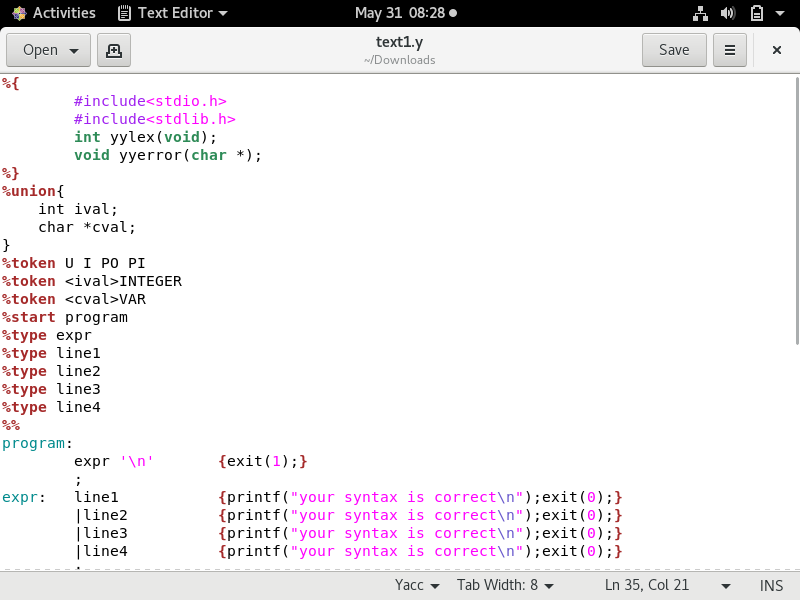 Activities Text Editor May 31 08:28
Open text1.y Save
~/Downloads
%{
        #include<stdio.h>
        #include<stdlib.h>
        int yylex(void);
        void yyerror(char *);
%}
%union{
    int ival;
    char *cval;
}
%token U I PO PI
%token <ival>INTEGER
%token <cval>VAR
%start program
%type expr
%type line1
%type line2
%type line3
%type line4
%%
program:
        expr '\n'       {exit(1);}
        ;
expr:   line1           {printf("your syntax is correct\n");exit(0);}
        |line2          {printf("your syntax is correct\n");exit(0);}
        |line3          {printf("your syntax is correct\n");exit(0);}
        |line4          {printf("your syntax is correct\n");exit(0);}
        ;
Yacc Tab Width: 8 Ln 35, Col 21 INS